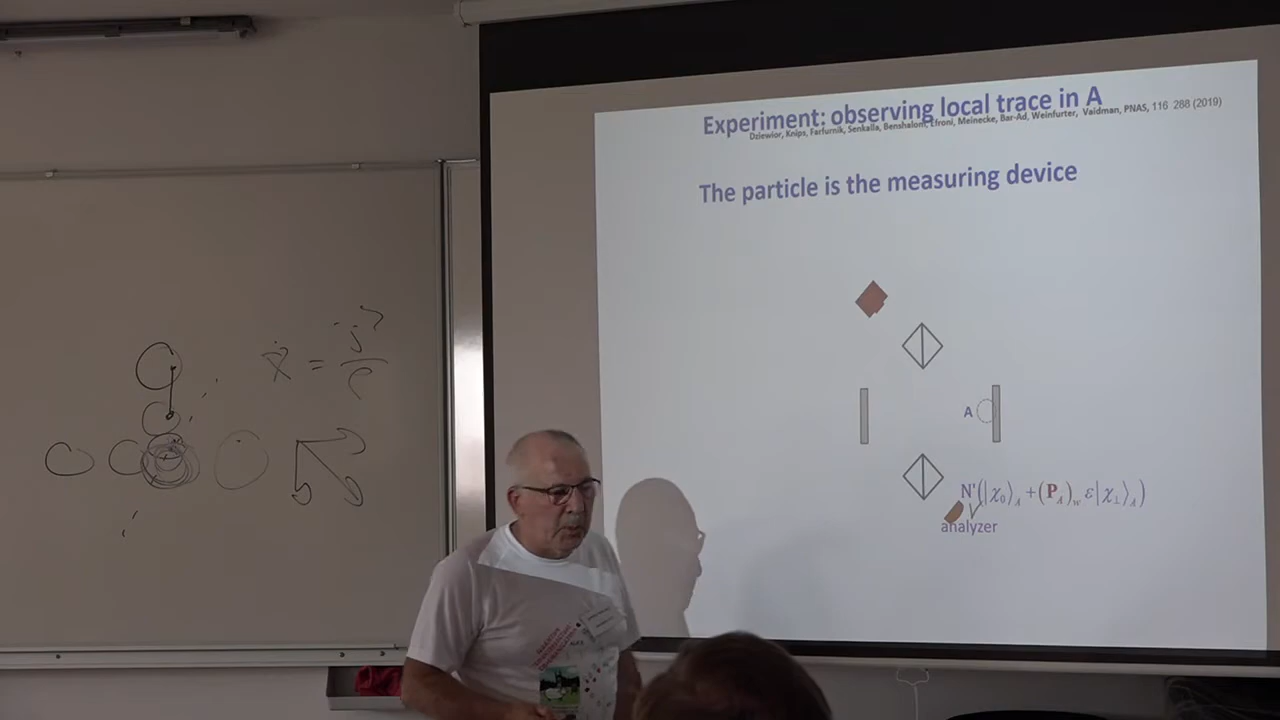 Experiment: observing local trace in A
Dziewior, Knips, Farfurnik, Senkalla, Benshalom, Efroni, Meinecke, Bar-Ad, Weinfurter, Vaidman, PNAS, 116 288 (2019)
The particle is the measuring device
A
N'(|χ₀⟩_A + (P_A)_w ε|χ_⊥⟩_A)
analyzer